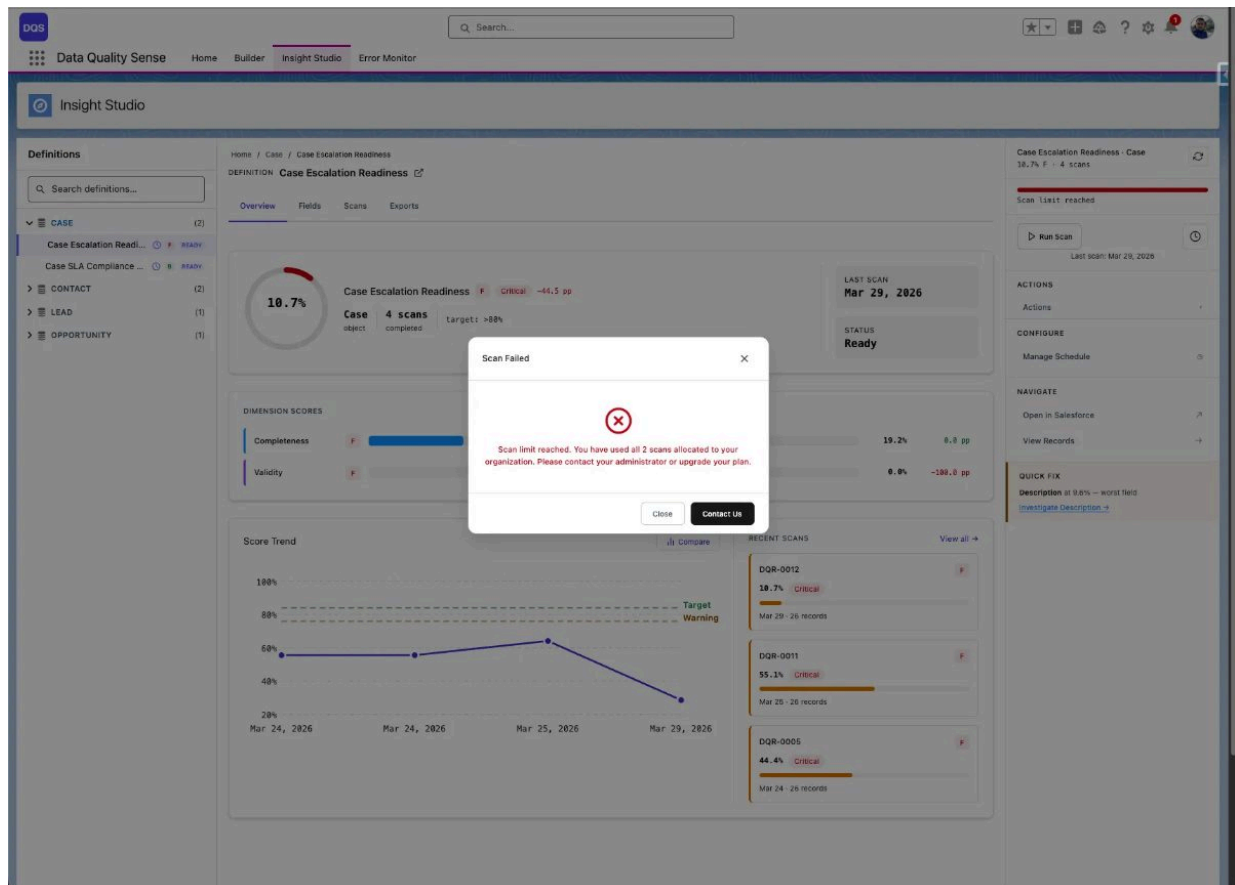 DQS
Search...
1
Data Quality Sense
Home
Builder
Insight Studio
Error Monitor
Insight Studio
Definitions
Search definitions...
CASE (2)
Case Escalation Readi... F READY
Case SLA Compliance ... READY
CONTACT (2)
LEAD (1)
OPPORTUNITY (1)
Home / Case / Case Escalation Readiness
DEFINITION Case Escalation Readiness
Overview Fields Scans Exports
10.7%
Case Escalation Readiness F Critical -44.5 pp
Case 4 scans target: >80%
object completed
LAST SCAN
Mar 29, 2026
STATUS
Ready
DIMENSION SCORES
Completeness F 19.2% 0.0 pp
Validity F 0.0% -100.0 pp
Scan Failed
Scan limit reached. You have used all 2 scans allocated to your
organization. Please contact your administrator or upgrade your plan.
Close Contact Us
Score Trend
Compare
100%
80%
60%
40%
20%
Target
Warning
Mar 24, 2026 Mar 24, 2026 Mar 25, 2026 Mar 29, 2026
RECENT SCANS View all →
DQR-0012 F
10.7% Critical
Mar 29 · 26 records
DQR-0011 F
55.1% Critical
Mar 25 · 26 records
DQR-0005 F
44.4% Critical
Mar 24 · 26 records
Case Escalation Readiness · Case
10.7% F · 4 scans
Scan limit reached
Run Scan
Last scan: Mar 29, 2026
ACTIONS
Actions
CONFIGURE
Manage Schedule
NAVIGATE
Open in Salesforce
View Records →
QUICK FIX
Description at — worst field
Investigate Description →